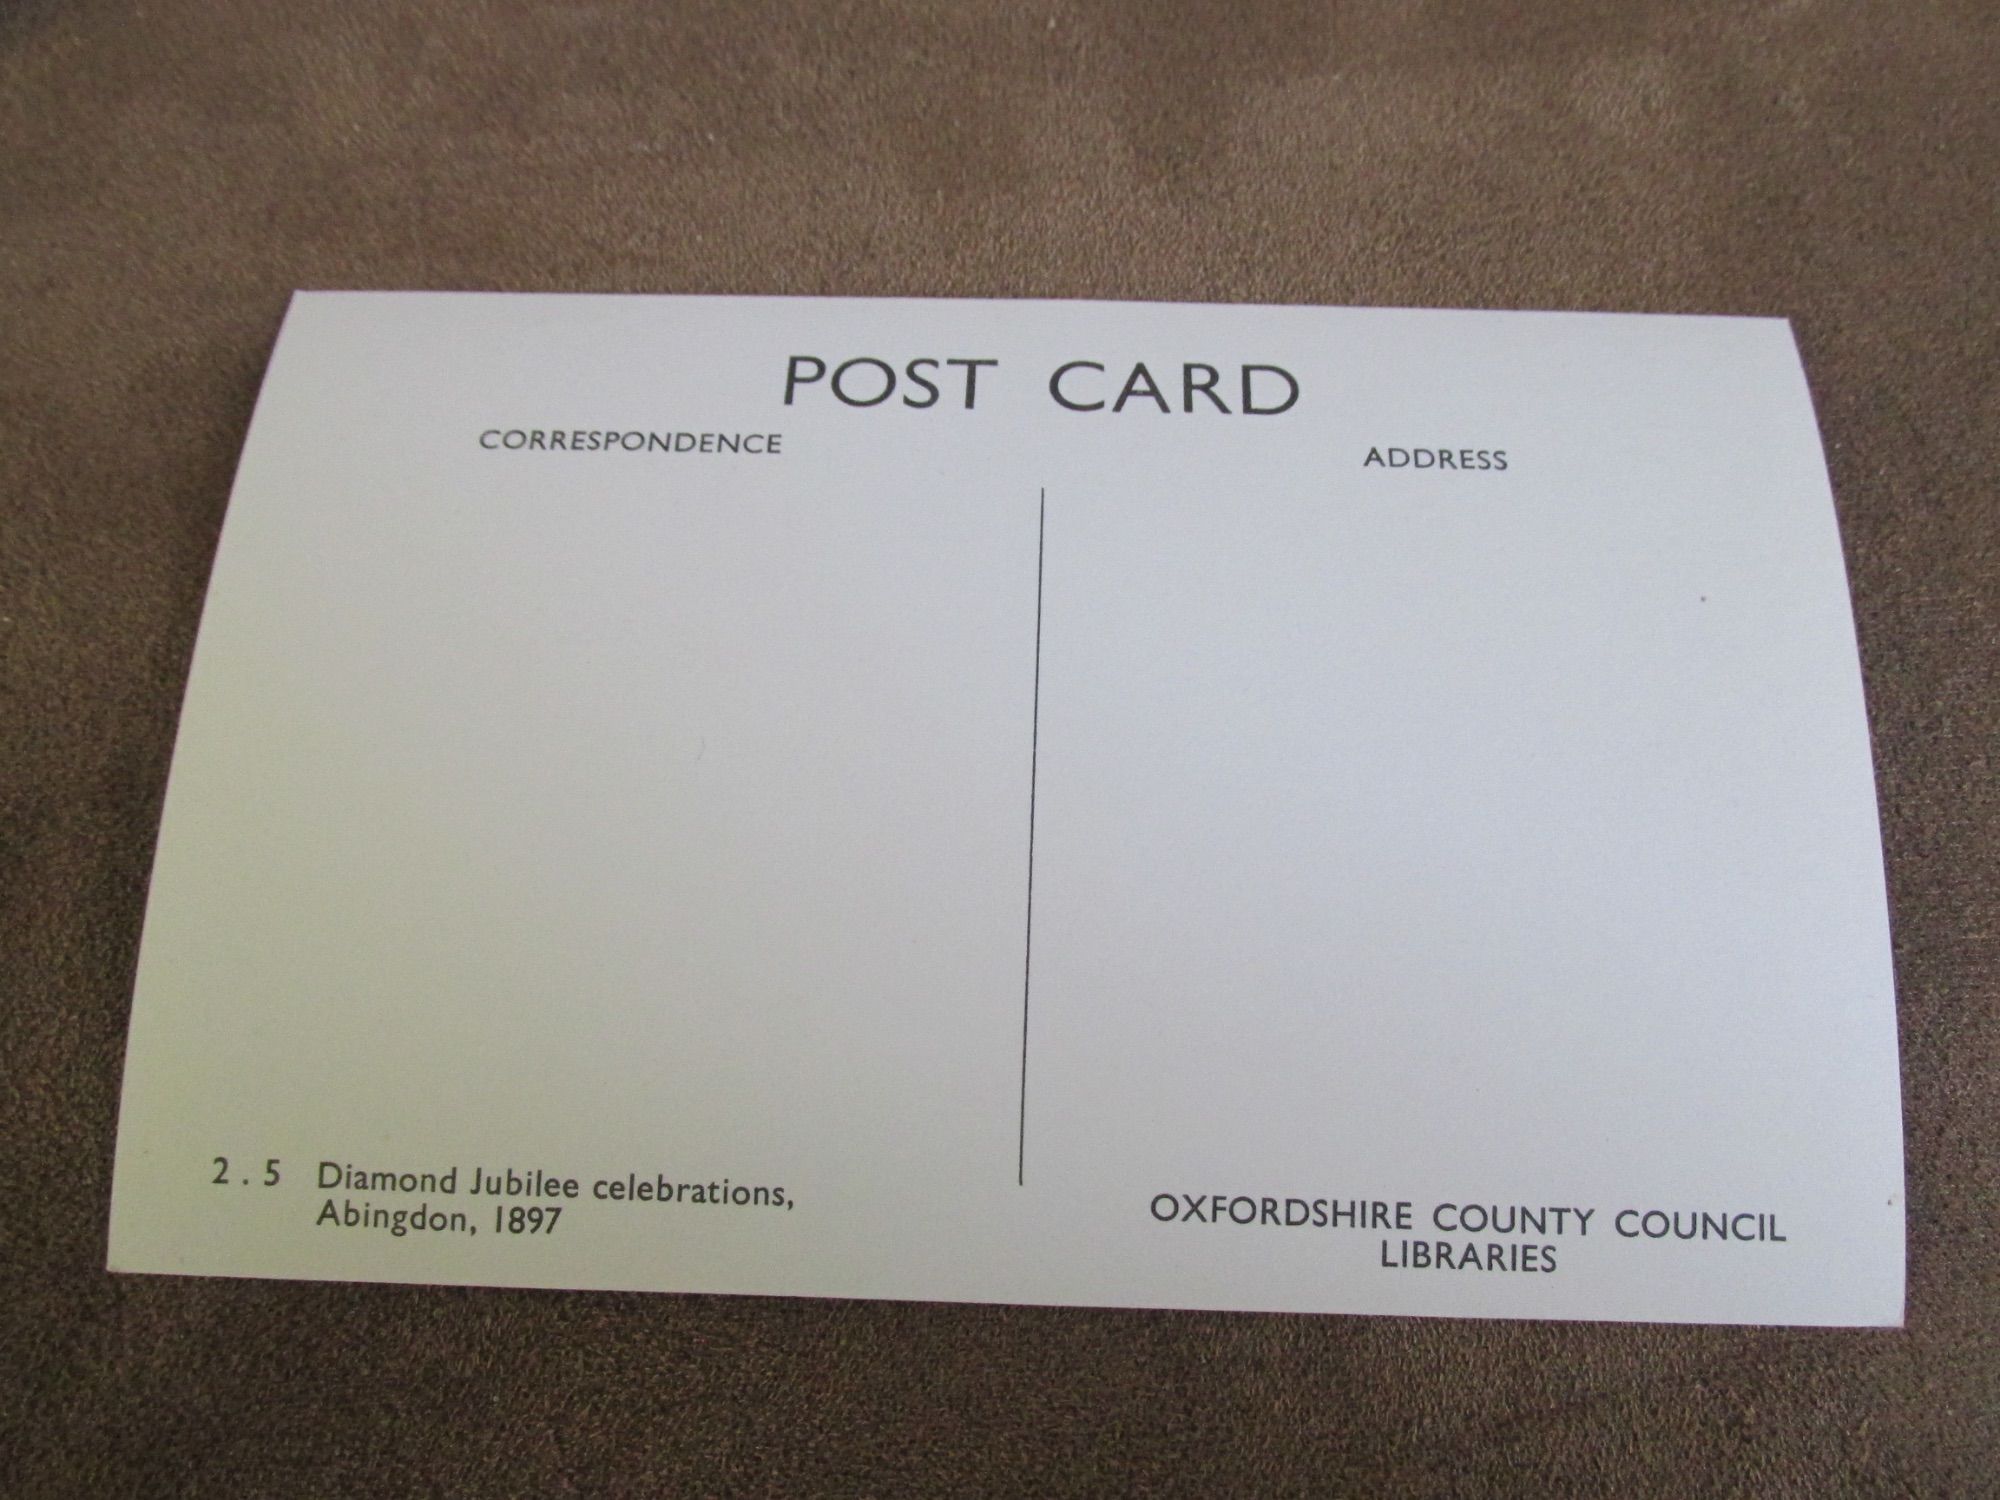 POST CARD
CORRESPONDENCE
ADDRESS
2.5 Diamond Jubilee celebrations,
Abingdon, 1897
OXFORDSHIRE COUNTY COUNCIL
LIBRARIES